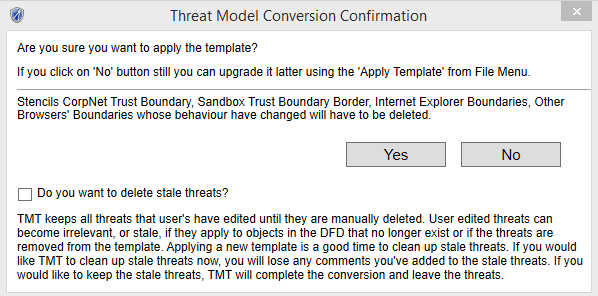 Threat Model Conversion Confirmation
Are you sure you want to apply the template?
If you click on 'No' button still you can upgrade it latter using the 'Apply Template' from File Menu.
Stencils CorpNet Trust Boundary, Sandbox Trust Boundary Border, Internet Explorer Boundaries, Other
Browsers' Boundaries whose behaviour have changed will have to be deleted.
Yes No
Do you want to delete stale threats?
TMT keeps all threats that user's have edited until they are manually deleted. User edited threats can
become irrelevant, or stale, if they apply to objects in the DFD that no longer exist or if the threats are
removed from the template. Applying a new template is a good time to clean up stale threats. If you would
like TMT to clean up stale threats now, you will lose any comments you've added to the stale threats. If you
would like to keep the stale threats, TMT will complete the conversion and leave the threats.